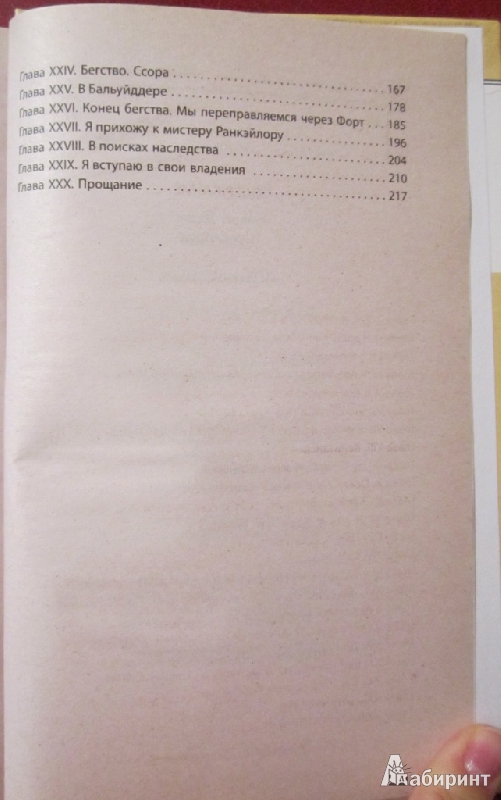 Глава XXIV. Бегство. Ссора ........................................ 167
Глава XXV. В Бальуйддере ........................................ 178
Глава XXVI. Конец бегства. Мы переправляемся через Форт ... 185
Глава XXVII. Я прихожу к мистеру Ранкэйлору .................. 196
Глава XXVIII. В поисках наследства .............................. 204
Глава XXIX. Я вступаю в свои владения ........................ 210
Глава XXX. Прощание ........................................ 217
Лабиринт